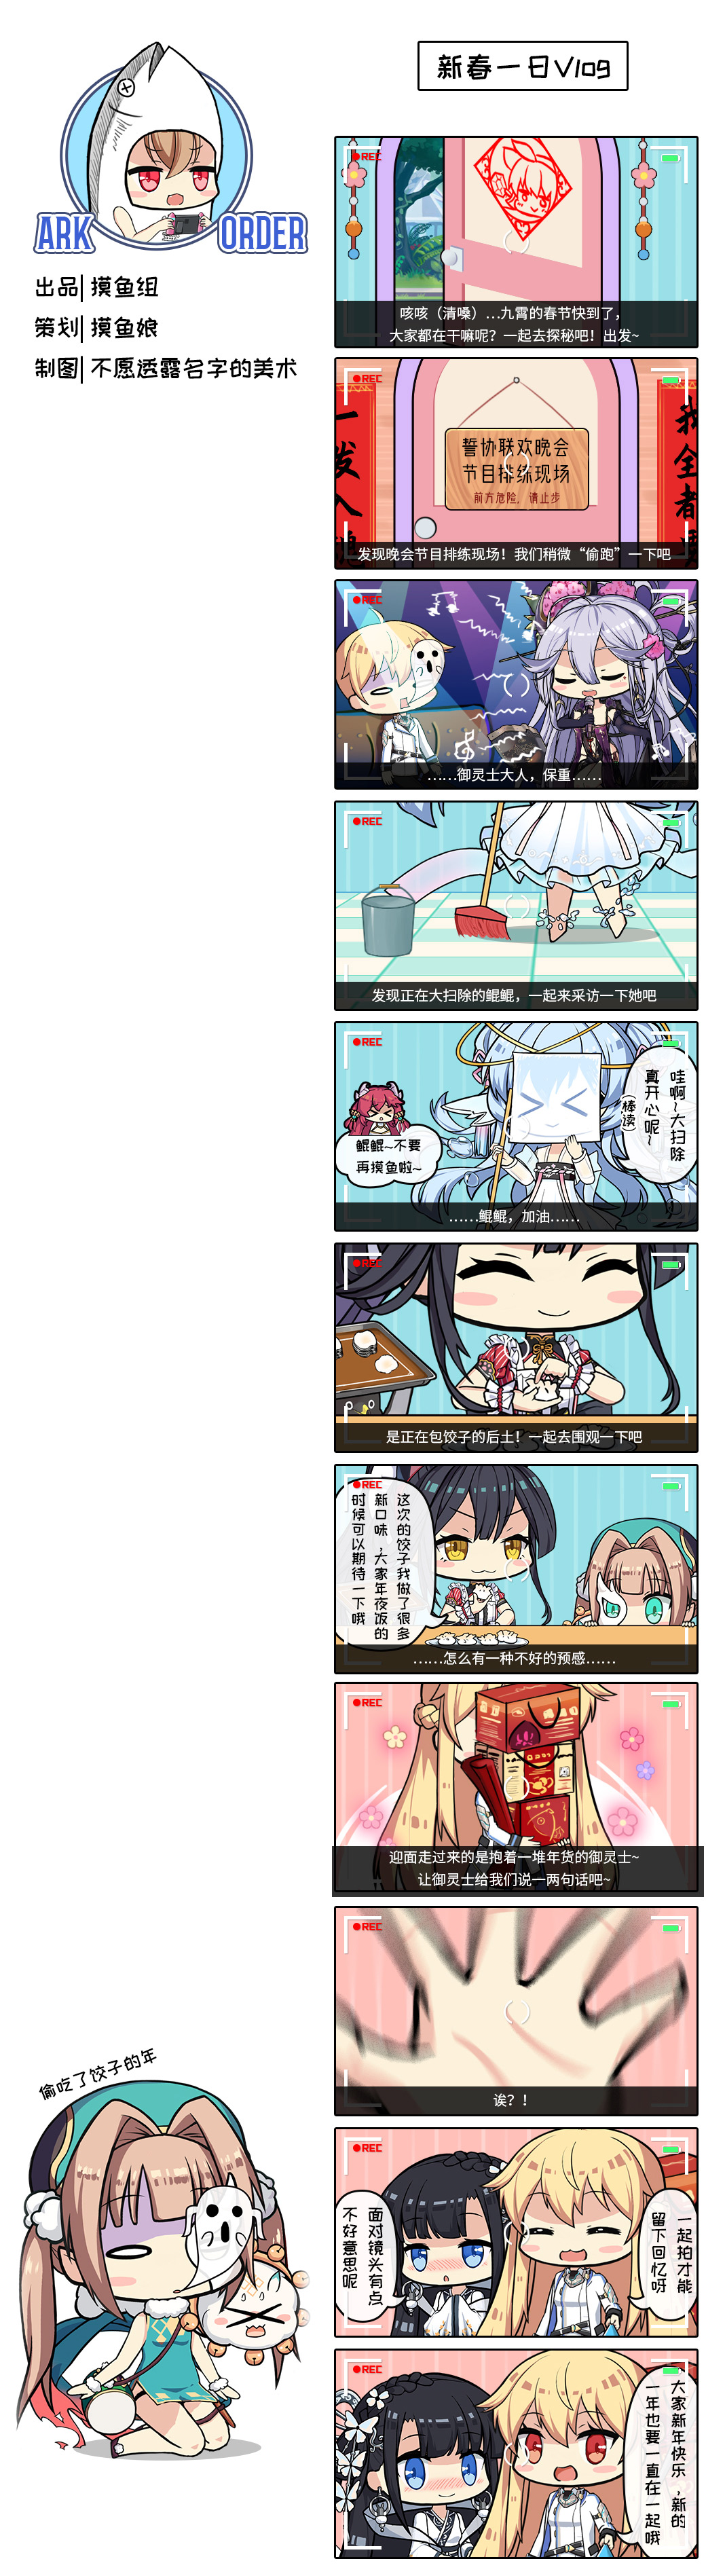 新春一日Vlog
ARK ORDER
出品 摸鱼组
策划 摸鱼娘
制图 不愿透露名字的美术
REC
咳咳（清嗓）…九霄的春节快到了，
大家都在干嘛呢？一起去探秘吧！出发~
REC
誓协联欢晚会
节目排练现场
前方危险，请止步
发现晚会节目排练现场！我们稍微“偷跑”一下吧
REC
……御灵士大人，保重……
REC
发现正在大扫除的鲲鲲，一起来采访一下她吧
REC
哇啊~大扫除
真开心呢~
（棒读）
鲲鲲~不要
再摸鱼啦~
……鲲鲲，加油……
REC
是正在包饺子的后土！一起去围观一下吧
REC
这次的饺子我做了很多
新口味，大家年夜饭的
时候可以期待一下哦
……怎么有一种不好的预感……
REC
迎面走过来的是抱着一堆年货的御灵士~
让御灵士给我们说一两句话吧~
REC
诶？！
REC
一起拍才能
留下回忆呀
面对镜头有点
不好意思呢
REC
大家新年快乐，新的
一年也要一直在一起哦
偷吃了饺子的年